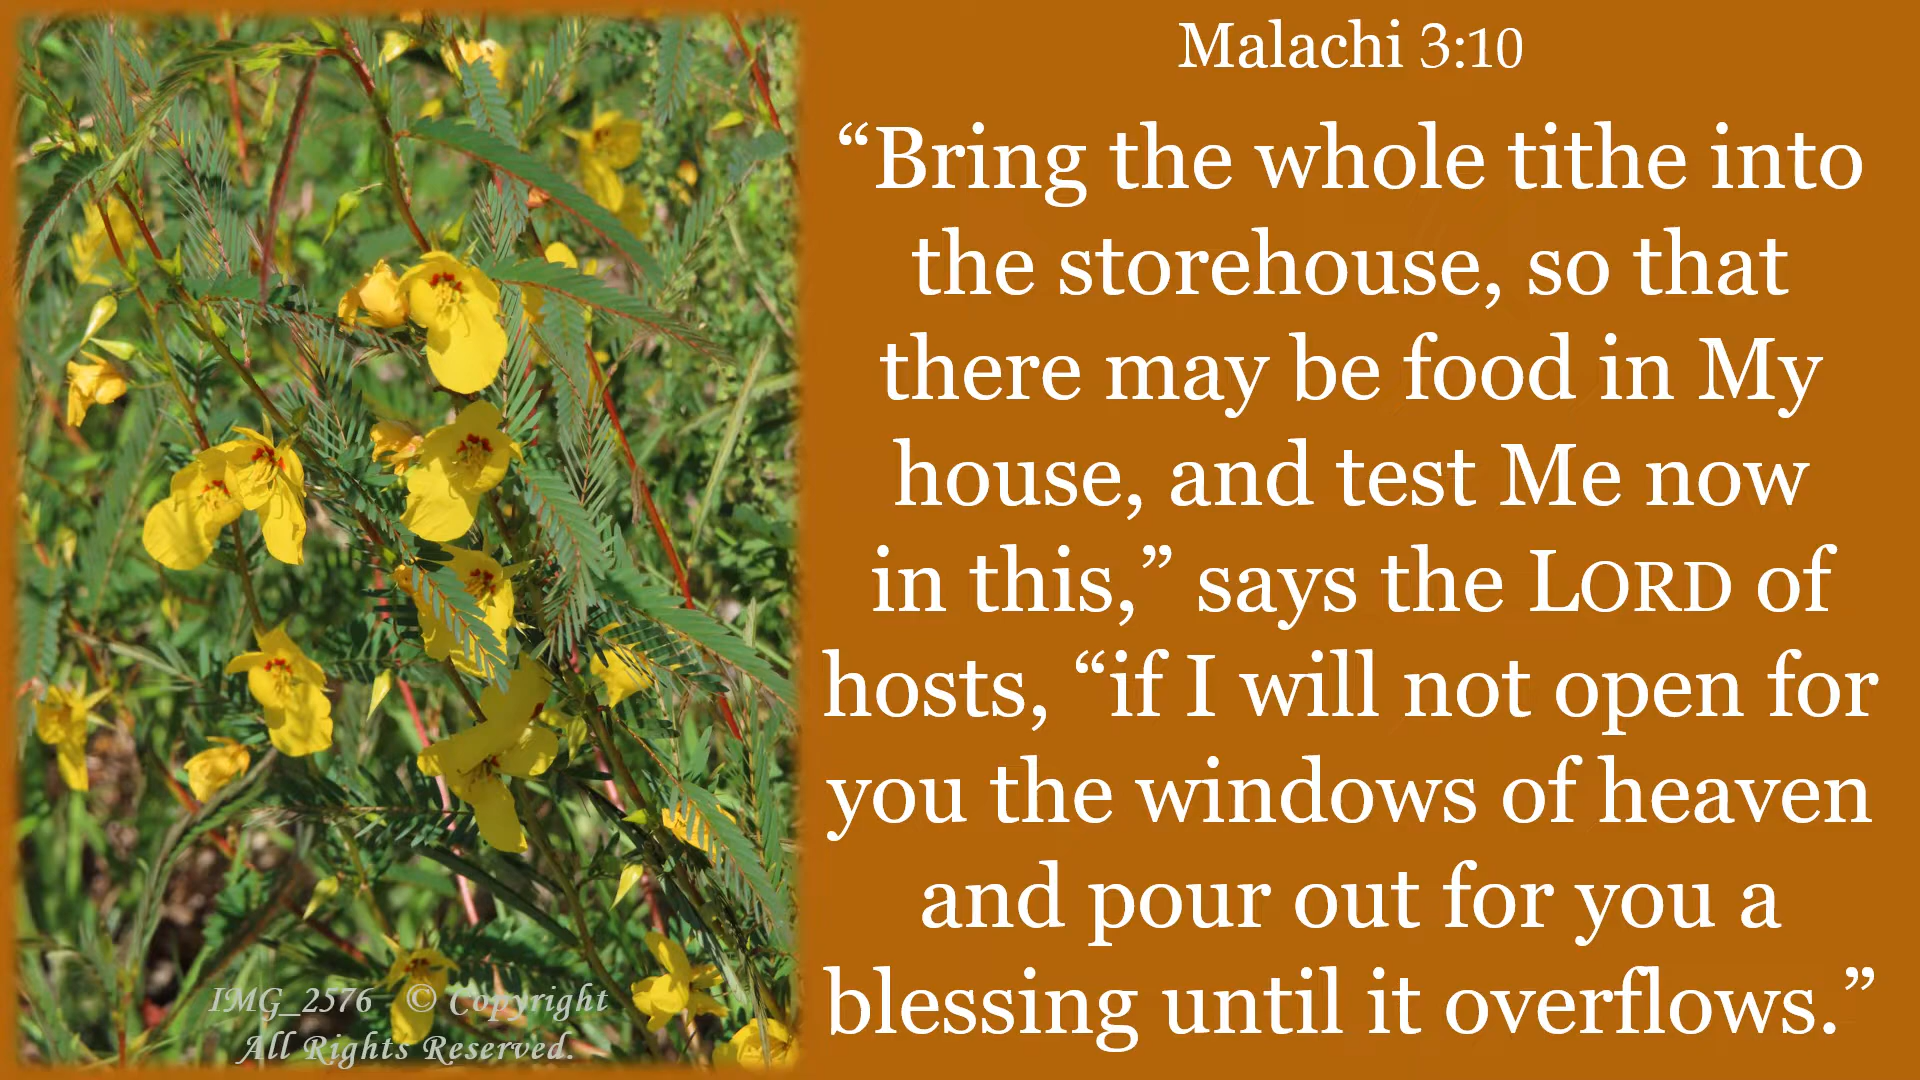 Malachi 3:10
“Bring the whole tithe into
the storehouse, so that
there may be food in My
house, and test Me now
in this,” says the LORD of
hosts, “if I will not open for
you the windows of heaven
and pour out for you a
blessing until it overflows.”
IMG_2576 © Copyright
All Rights Reserved.